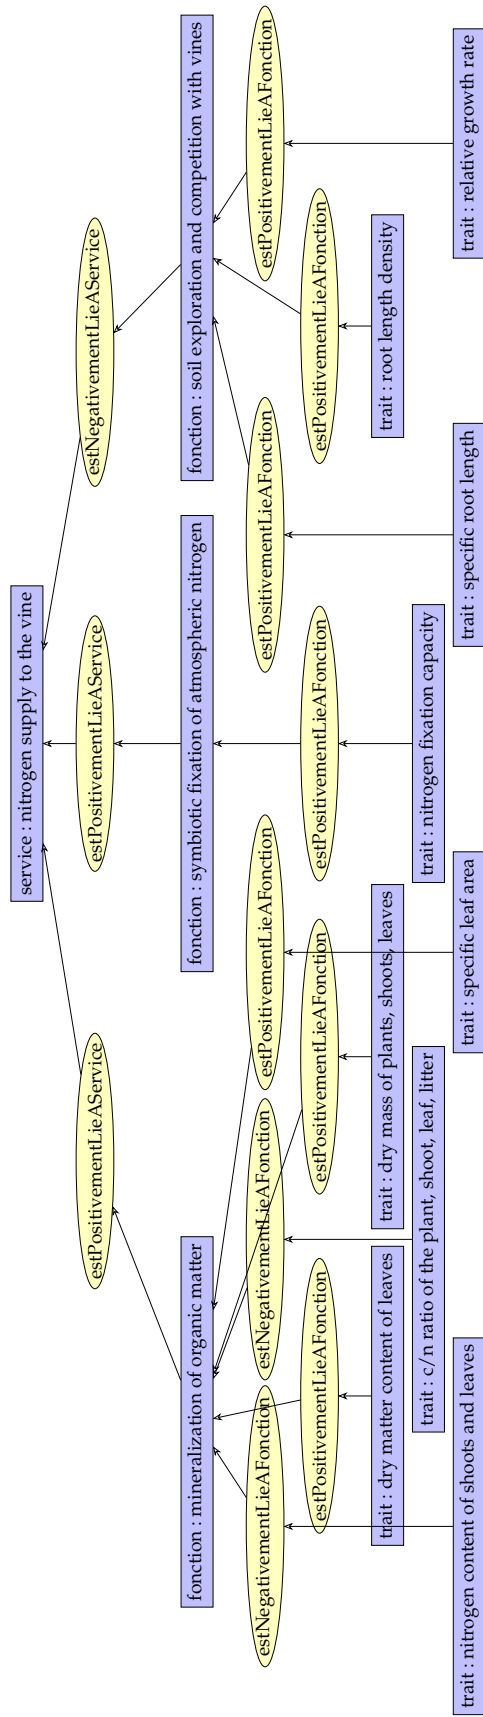 service : nitrogen supply to the vine
estPositivementLieAService
estPositivementLieAService
estNegativementLieAService
fonction : mineralization of organic matter
fonction : symbiotic fixation of atmospheric nitrogen
fonction : soil exploration and competition with vines
estNegativementLieAFonction
estNegativementLieAFonction
estPositivementLieAFonction
estPositivementLieAFonction
estPositivementLieAFonction
estPositivementLieAFonction
estPositivementLieAFonction
estPositivementLieAFonction
estPositivementLieAFonction
trait : dry matter content of leaves
trait : dry mass of plants, shoots, leaves
trait : root length density
trait : c/n ratio of the plant, shoot, leaf, litter
trait : nitrogen fixation capacity
trait : nitrogen content of shoots and leaves
trait : specific leaf area
trait : specific root length
trait : relative growth rate